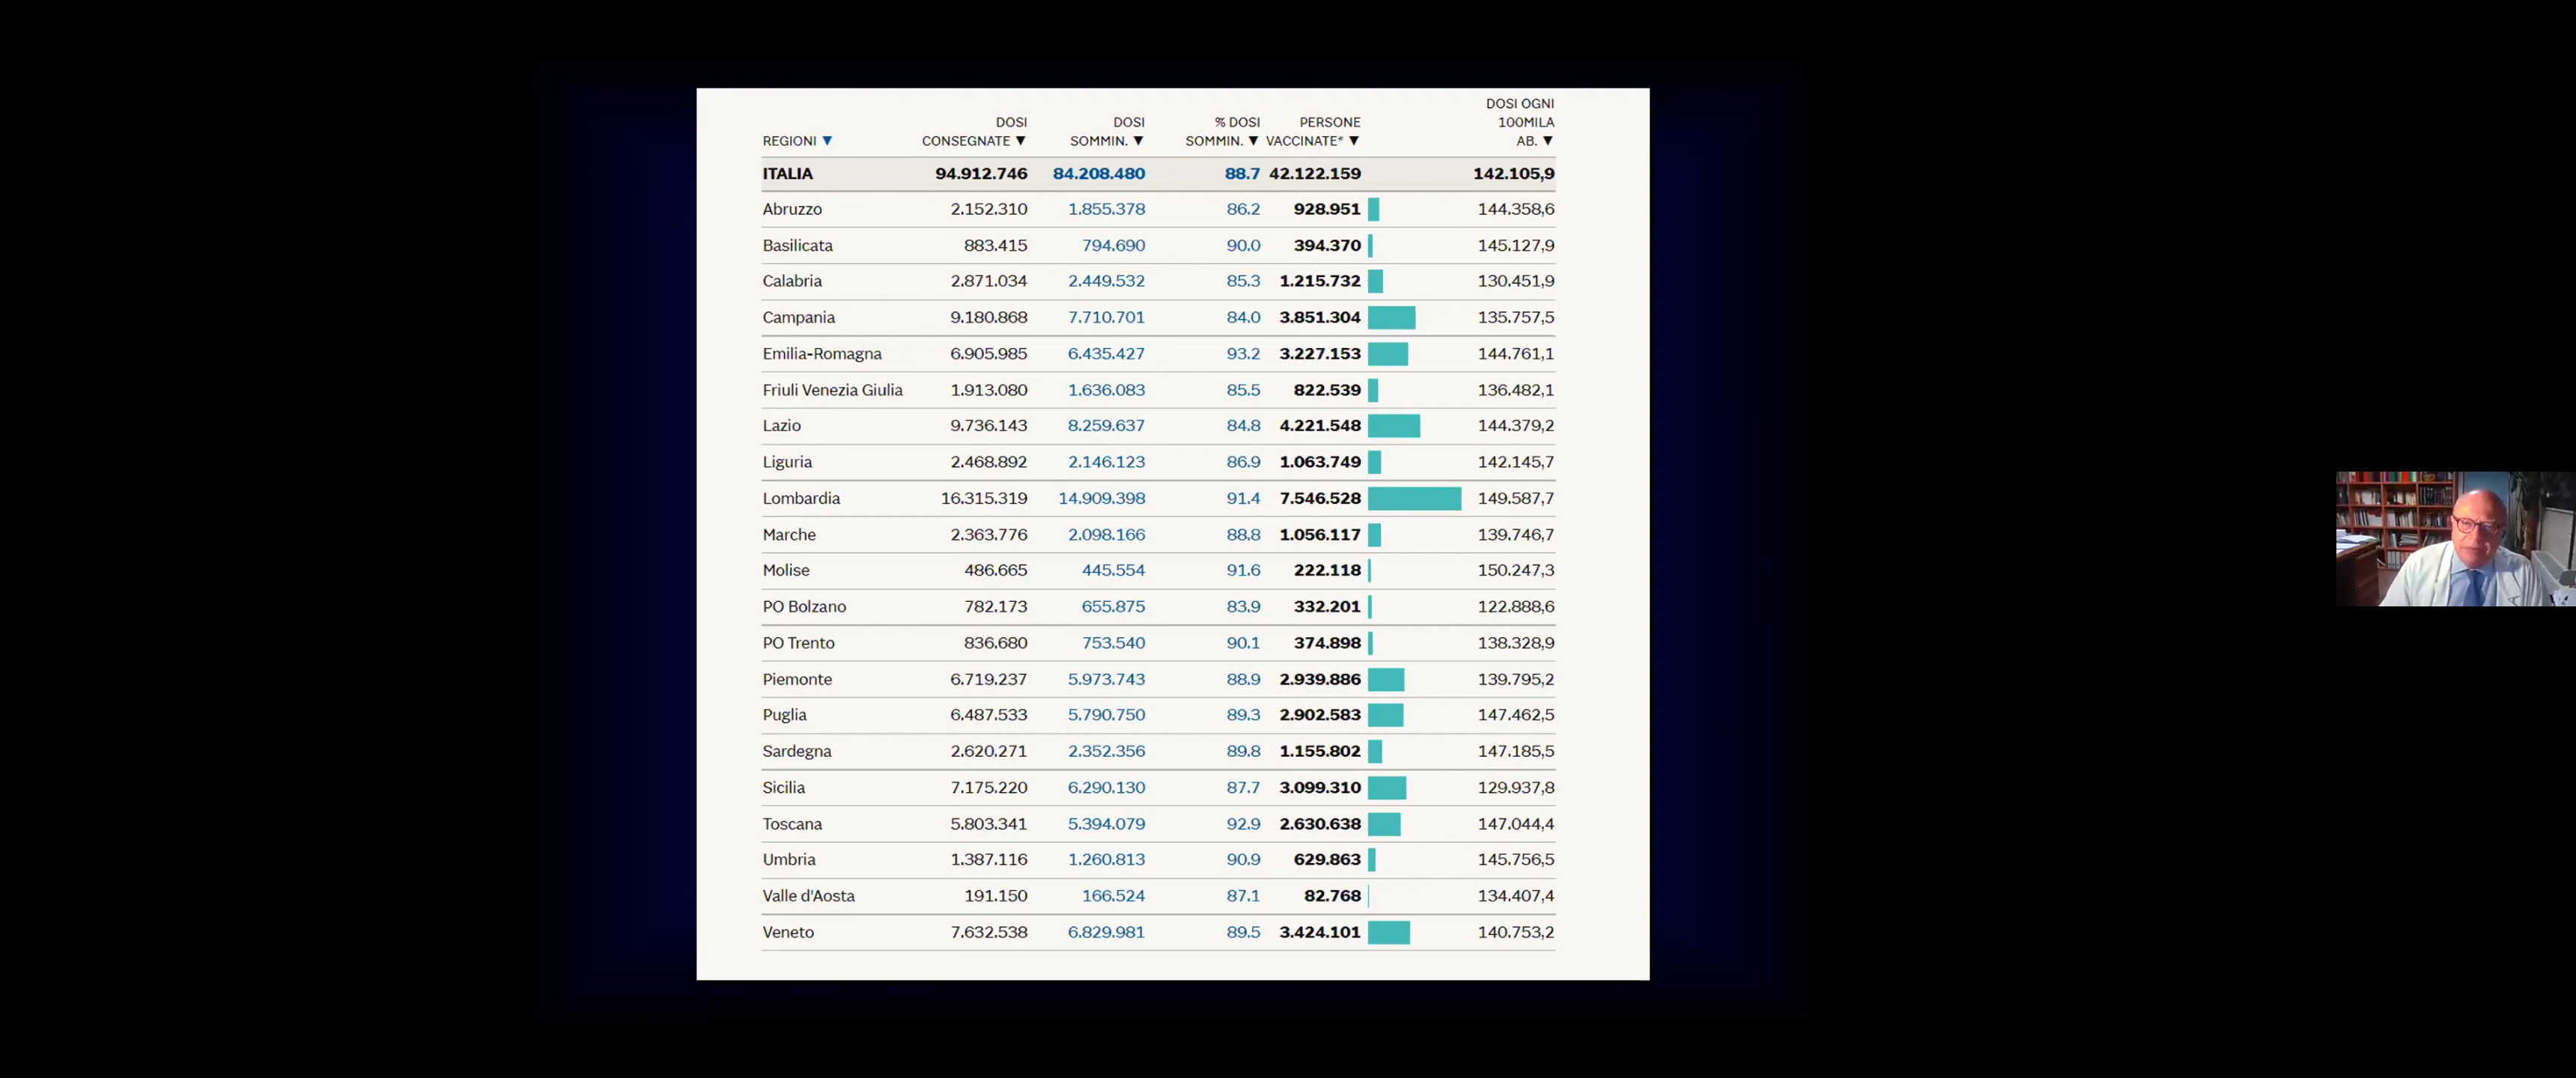 REGIONI ▼ DOSI CONSEGNATE ▼ DOSI SOMMIN. ▼ % DOSI SOMMIN. ▼ PERSONE VACCINATE* ▼ DOSI OGNI 100MILA AB. ▼
ITALIA 94.912.746 84.208.480 88.7 42.122.159 142.105,9
Abruzzo 2.152.310 1.855.378 86.2 928.951 144.358,6
Basilicata 883.415 794.690 90.0 394.370 145.127,9
Calabria 2.871.034 2.449.532 85.3 1.215.732 130.451,9
Campania 9.180.868 7.710.701 84.0 3.851.304 135.757,5
Emilia-Romagna 6.905.985 6.435.427 93.2 3.227.153 144.761,1
Friuli Venezia Giulia 1.913.080 1.636.083 85.5 822.539 136.482,1
Lazio 9.736.143 8.259.637 84.8 4.221.548 144.379,2
Liguria 2.468.892 2.146.123 86.9 1.063.749 142.145,7
Lombardia 16.315.319 14.909.398 91.4 7.546.528 149.587,7
Marche 2.363.776 2.098.166 88.8 1.056.117 139.746,7
Molise 486.665 445.554 91.6 222.118 150.247,3
PO Bolzano 782.173 655.875 83.9 332.201 122.888,6
PO Trento 836.680 753.540 90.1 374.898 138.328,9
Piemonte 6.719.237 5.973.743 88.9 2.939.886 139.795,2
Puglia 6.487.533 5.790.750 89.3 2.902.583 147.462,5
Sardegna 2.620.271 2.352.356 89.8 1.155.802 147.185,5
Sicilia 7.175.220 6.290.130 87.7 3.099.310 129.937,8
Toscana 5.803.341 5.394.079 92.9 2.630.638 147.044,4
Umbria 1.387.116 1.260.813 90.9 629.863 145.756,5
Valle d'Aosta 191.150 166.524 87.1 82.768 134.407,4
Veneto 7.632.538 6.829.981 89.5 3.424.101 140.753,2